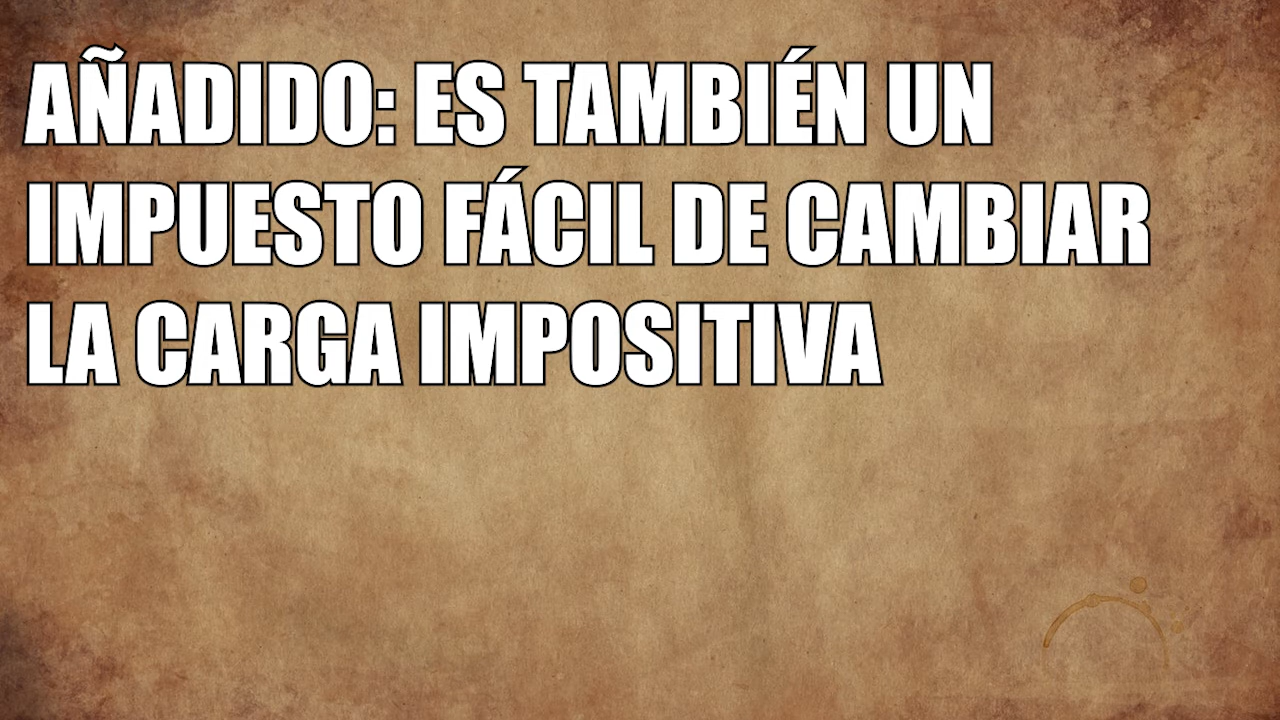 AÑADIDO: ES TAMBIÉN UN
IMPUESTO FÁCIL DE CAMBIAR
LA CARGA IMPOSITIVA